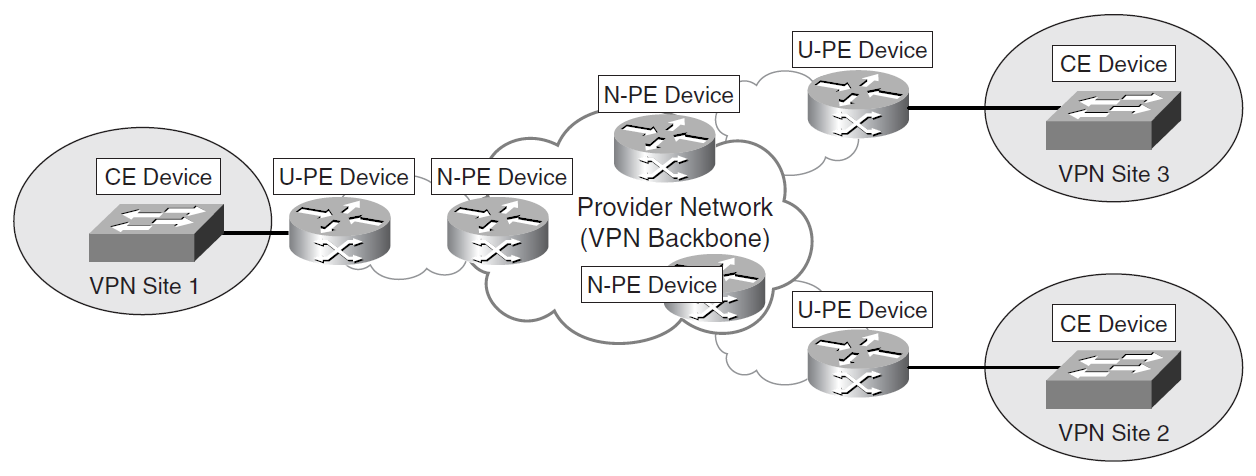 U-PE Device
CE Device
N-PE Device
VPN Site 3
CE Device
U-PE Device
N-PE Device
Provider Network
(VPN Backbone)
VPN Site 1
N-PE Device
U-PE Device
CE Device
VPN Site 2